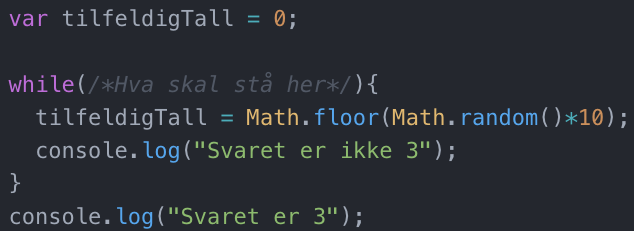 var tilfeldigTall = 0;
while(/*Hva skal stå her*/){
tilfeldigTall = Math.floor(Math.random()*10);
console.log("Svaret er ikke 3");
}
console.log("Svaret er 3");